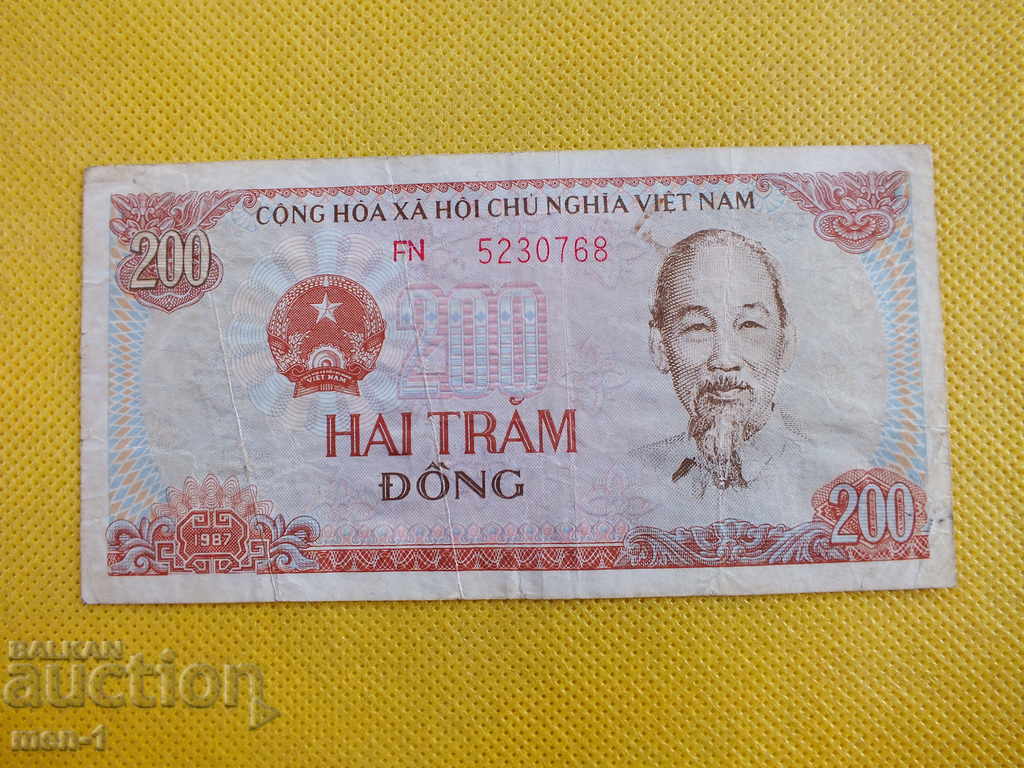 CỘNG HÒA XÃ HỘI CHỦ NGHĨA VIỆT NAM
200
FN 5230768
200
VIỆT NAM
HAI TRĂM
ĐỒNG
1987
200
BALKAN
auction
men-1